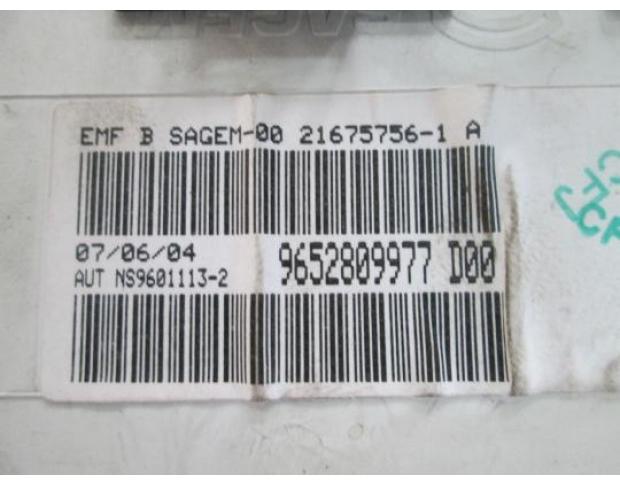 EMF B SAGEM-00 21675756-1 A
07/06/04
AUT NS9601113-2
9652809977 D00